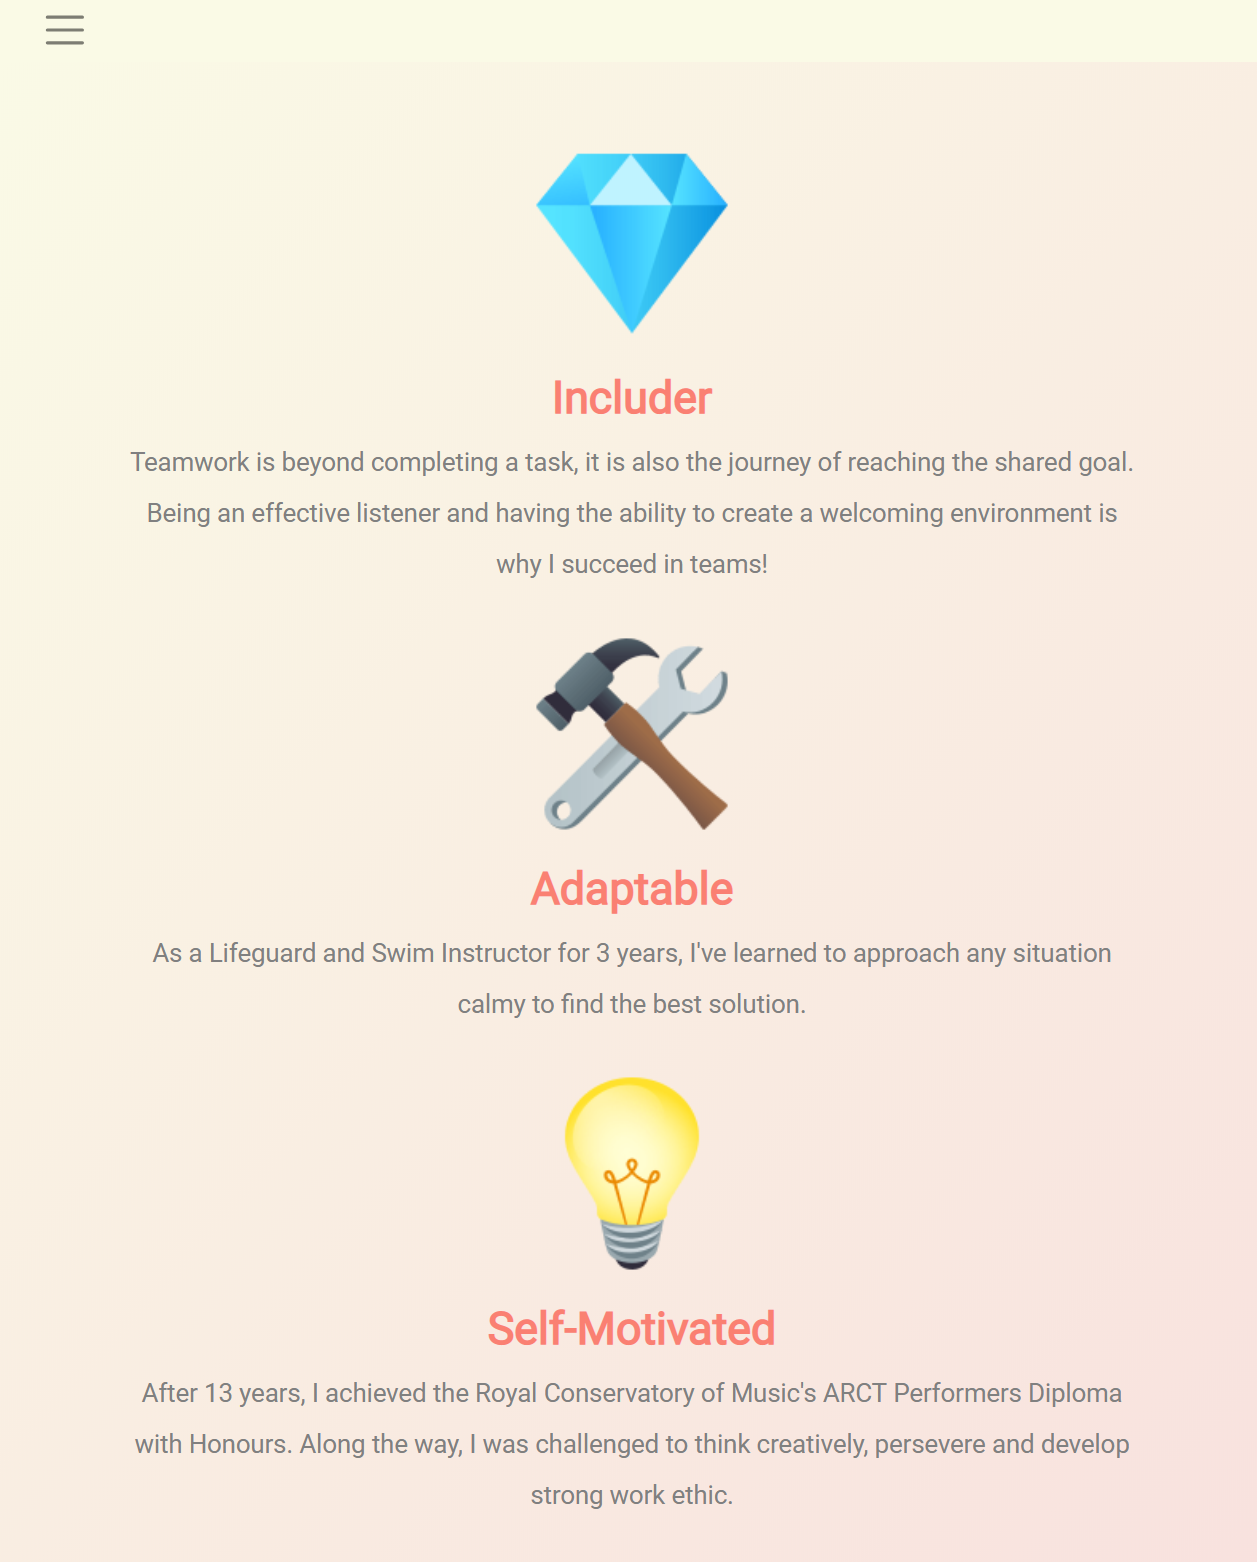 Includer
Teamwork is beyond completing a task, it is also the journey of reaching the shared goal.
Being an effective listener and having the ability to create a welcoming environment is
why I succeed in teams!
Adaptable
As a Lifeguard and Swim Instructor for 3 years, I've learned to approach any situation
calmy to find the best solution.
Self-Motivated
After 13 years, I achieved the Royal Conservatory of Music's ARCT Performers Diploma
with Honours. Along the way, I was challenged to think creatively, persevere and develop
strong work ethic.